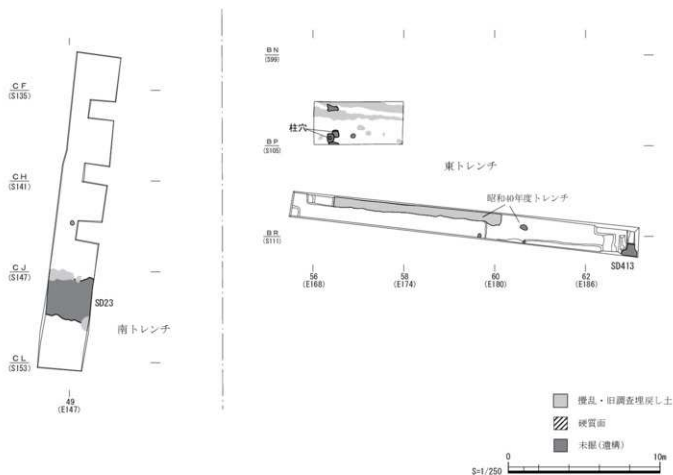 CF
(S135)
CH
(S141)
CJ
(S147)
SD23
南トレンチ
CL
(S153)
49
(E147)
BN
(S99)
柱穴
BP
(S105)
東トレンチ
昭和40年度トレンチ
BR
(S111)
SD413
56
(E168)
58
(E174)
60
(E180)
62
(E186)
攪乱・旧調査埋戻し土
硬質面
未掘(遺構)
0 10m
S=1/250